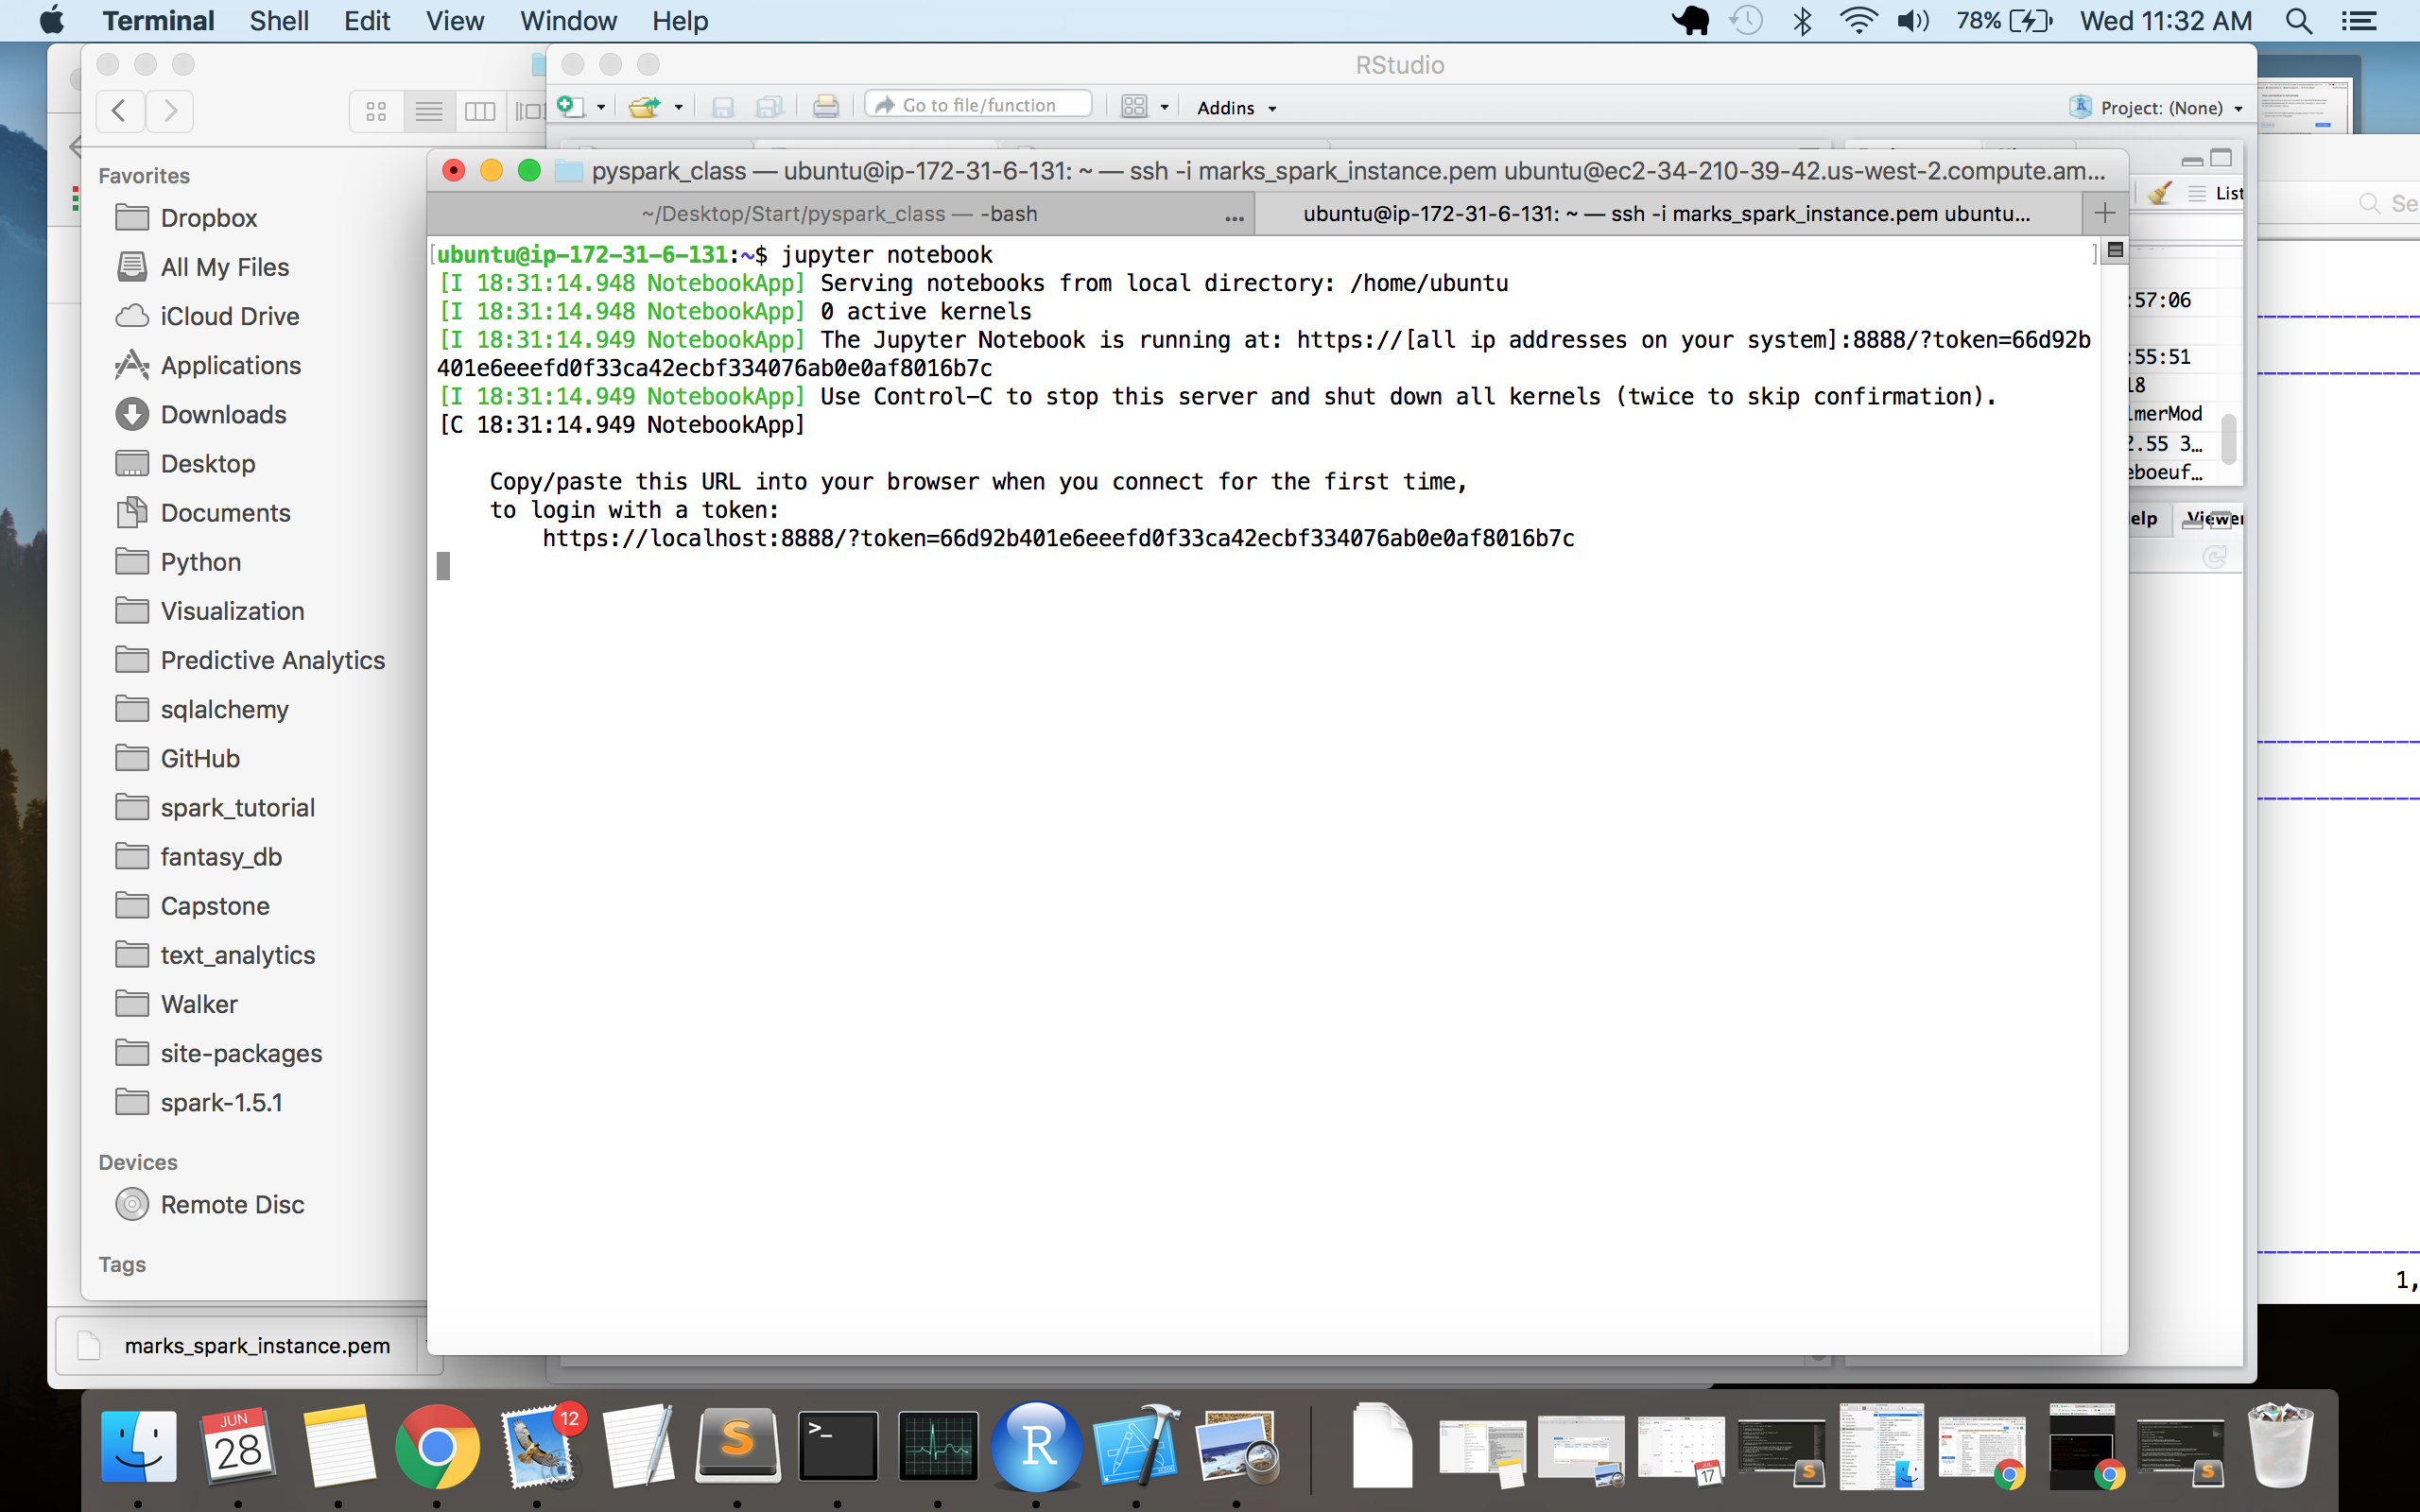 Terminal Shell Edit View Window Help 78% Wed 11:32 AM
RStudio
Go to file/function Addins Project: (None)
Favorites
Dropbox
All My Files
iCloud Drive
Applications
Downloads
Desktop
Documents
Python
Visualization
Predictive Analytics
sqlalchemy
GitHub
spark_tutorial
fantasy_db
Capstone
text_analytics
Walker
site-packages
spark-1.5.1
Devices
Remote Disc
Tags
marks_spark_instance.pem
pyspark_class — ubuntu@ip-172-31-6-131: ~ — ssh -i marks_spark_instance.pem ubuntu@ec2-34-210-39-42.us-west-2.compute.am...
~/Desktop/Start/pyspark_class — -bash ... ubuntu@ip-172-31-6-131: ~ — ssh -i marks_spark_instance.pem ubuntu...
ubuntu@ip-172-31-6-131:~$ jupyter notebook
[I 18:31:14.948 NotebookApp] Serving notebooks from local directory: /home/ubuntu
[I 18:31:14.948 NotebookApp] 0 active kernels
[I 18:31:14.949 NotebookApp] The Jupyter Notebook is running at: https://[all ip addresses on your system]:8888/?token=66d92b
401e6eeefd0f33ca42ecbf334076ab0e0af8016b7c
[I 18:31:14.949 NotebookApp] Use Control-C to stop this server and shut down all kernels (twice to skip confirmation).
[C 18:31:14.949 NotebookApp]
Copy/paste this URL into your browser when you connect for the first time,
to login with a token:
https://localhost:8888/?token=66d92b401e6eeefd0f33ca42ecbf334076ab0e0af8016b7c
List
:57:06
:55:51
18
lmerMod
2.55 3...
eboeuf...
elp Viewer
Se
1,
JUN
28
12
17